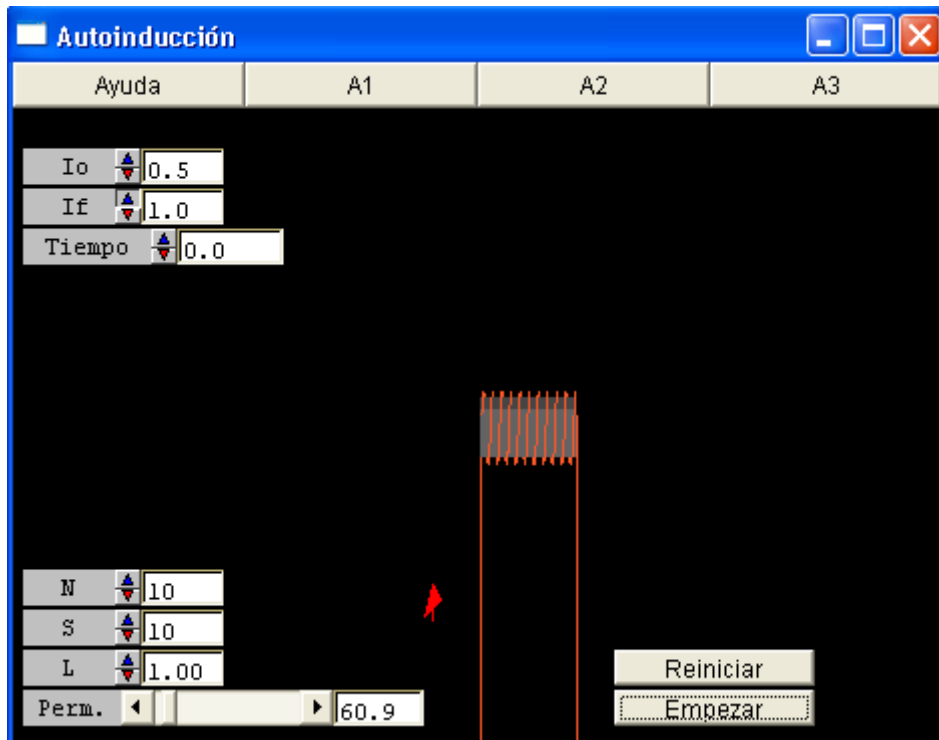 Autoinducción
Ayuda A1 A2 A3
Io 0.5
If 1.0
Tiempo 0.0
N 10
S 10
L 1.00
Reiniciar
Perm. 60.9
Empezar